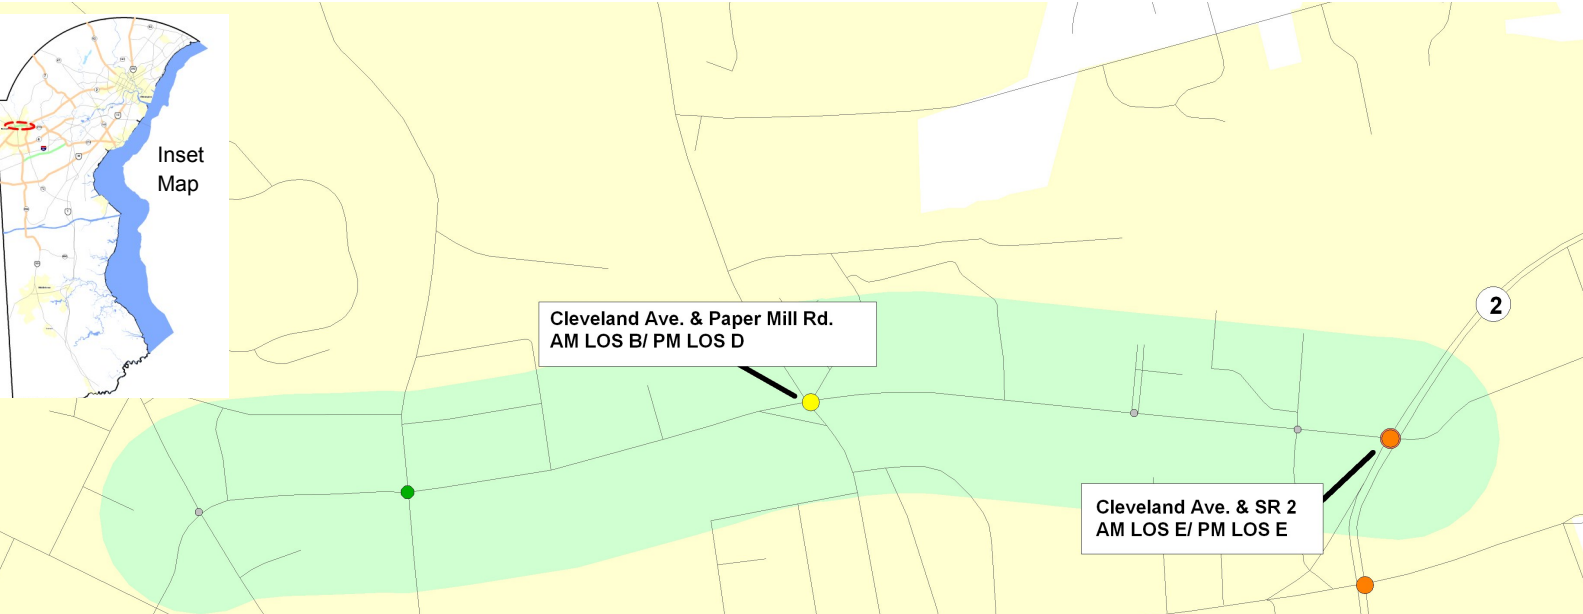 Inset
Map
2
Cleveland Ave. & Paper Mill Rd.
AM LOS B/ PM LOS D
Cleveland Ave. & SR 2
AM LOS E/ PM LOS E